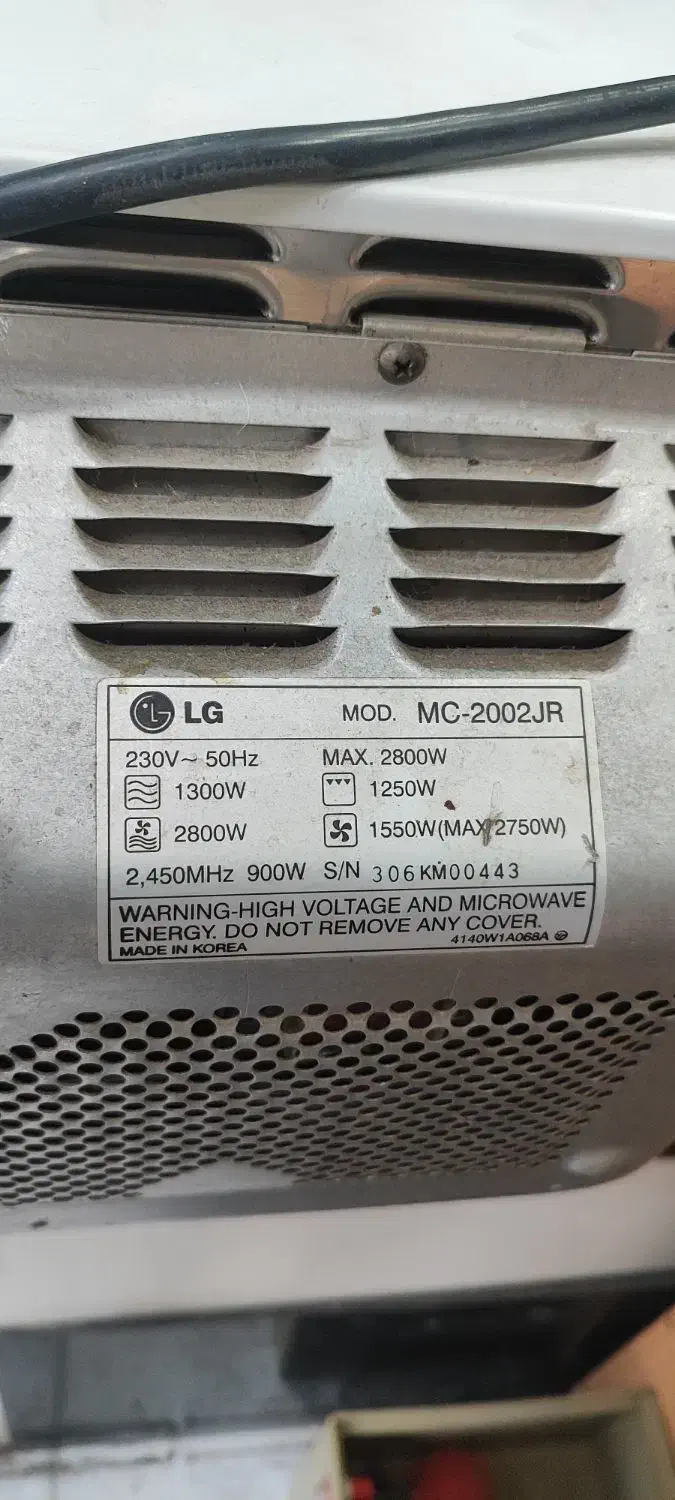 LG MOD. MC-2002JR
230V~ 50Hz MAX. 2800W
1300W 1250W
2800W 1550W(MAX 2750W)
2,450MHz 900W S/N 306KM00443
WARNING-HIGH VOLTAGE AND MICROWAVE
ENERGY. DO NOT REMOVE ANY COVER.
MADE IN KOREA 4140W1A068A